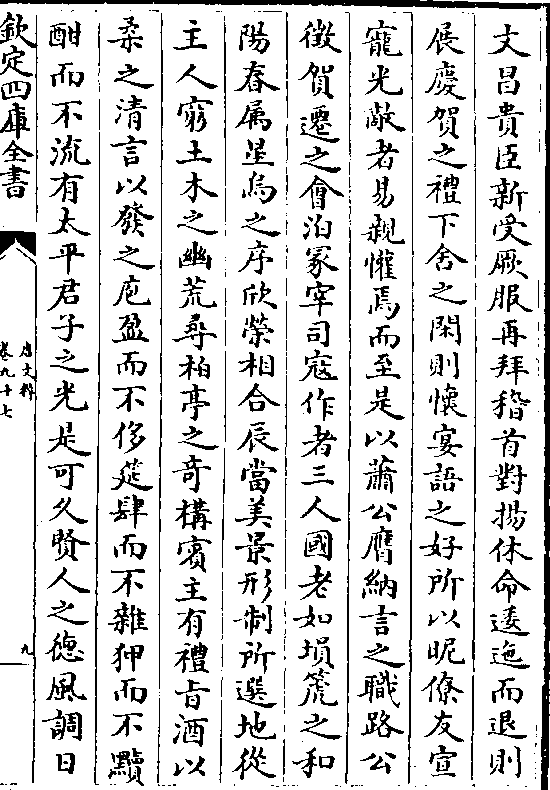 文昌貴臣新受厥服再拜稽首對揚休命逶迤而退則
展慶賀之禮下舍之閑則懷宴語之好所以昵僚友宣
寵光敵者易親懽焉而至是以蕭公膺納言之職路公
徵賀遷之會洎冢宰司寇作者三人國老如塤箎之和
陽春屬星鳥之序欣榮相合辰當美景形制所選地從
主人窮土木之幽荒尋柏亭之奇構賓主有禮旨酒以
柔之清言以發之庖盈而不侈筵肆而不雜狎而不黷
酣而不流有太平君子之光是可久賢人之德風調日
欽定四庫全書
唐文粹
卷九十七
九